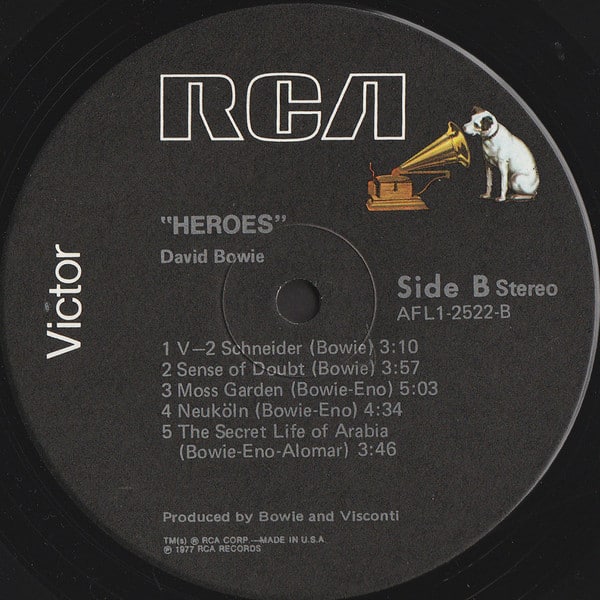 RCA
Victor
"HEROES"
David Bowie
Side B Stereo
AFL1-2522-B
1 V—2 Schneider (Bowie) 3:10
2 Sense of Doubt (Bowie) 3:57
3 Moss Garden (Bowie-Eno) 5:03
4 Neuköln (Bowie-Eno) 4:34
5 The Secret Life of Arabia
(Bowie-Eno-Alomar) 3:46
Produced by Bowie and Visconti
TM(s) ® RCA CORP.—MADE IN U.S.A.
℗ 1977 RCA RECORDS